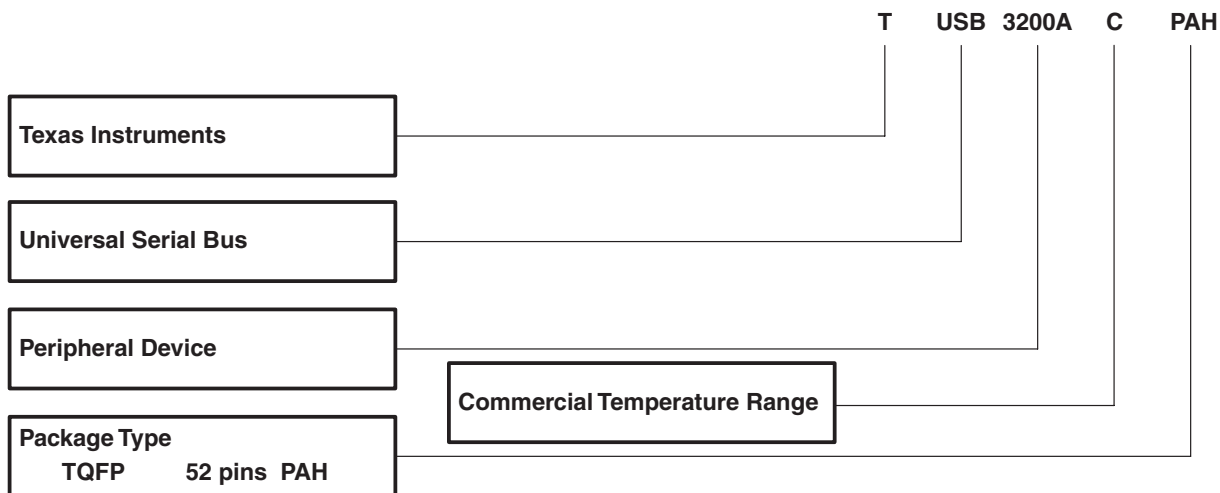 T USB 3200A C PAH
Texas Instruments
Universal Serial Bus
Peripheral Device
Commercial Temperature Range
Package Type
TQFP 52 pins PAH